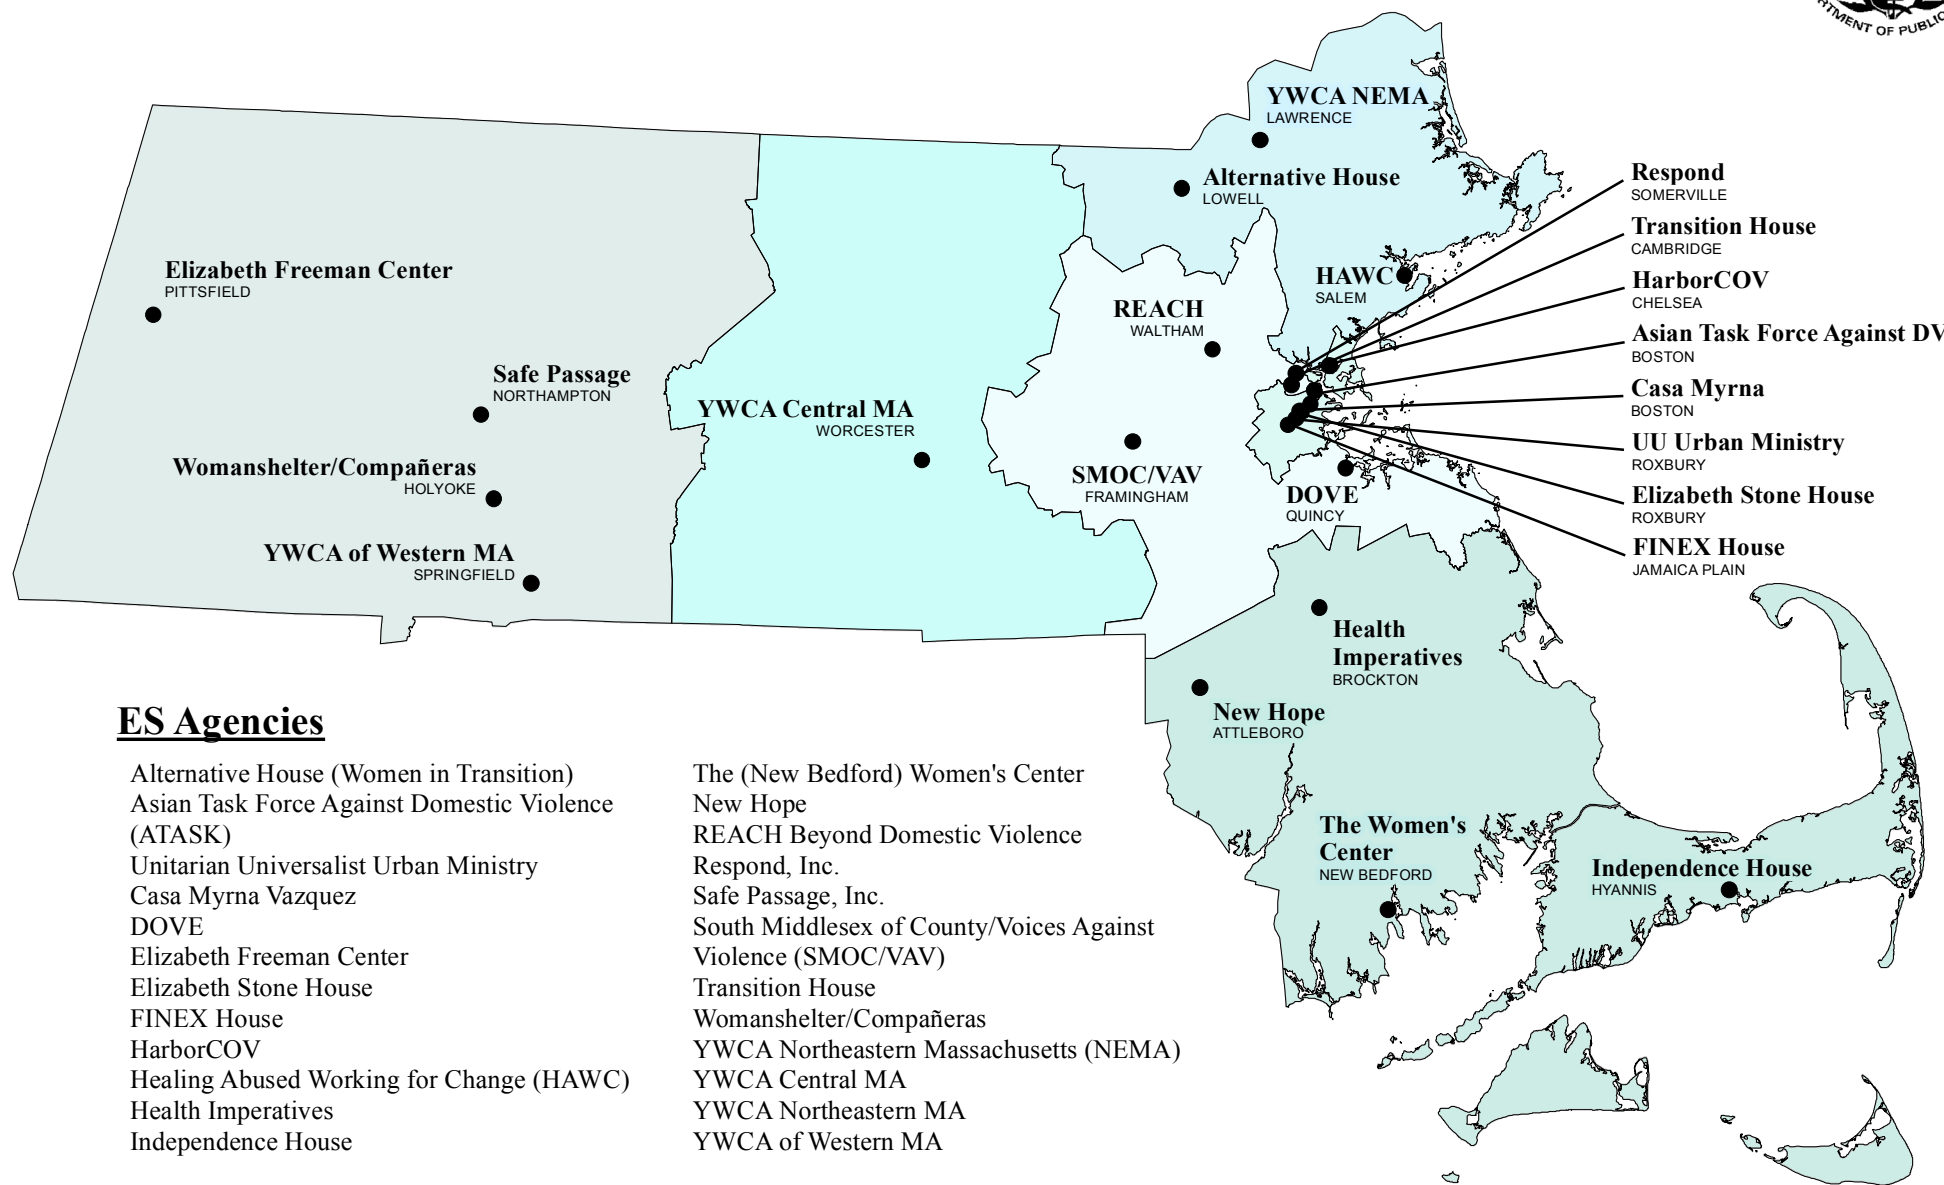 RTMENT OF PUBLIC
YWCA NEMA
LAWRENCE
Alternative House
LOWELL
Respond
SOMERVILLE
Transition House
CAMBRIDGE
HarborCOV
CHELSEA
Asian Task Force Against DV
BOSTON
Casa Myrna
BOSTON
UU Urban Ministry
ROXBURY
Elizabeth Stone House
ROXBURY
FINEX House
JAMAICA PLAIN
HAWC
SALEM
REACH
WALTHAM
Elizabeth Freeman Center
PITTSFIELD
Safe Passage
NORTHAMPTON
YWCA Central MA
WORCESTER
Womanshelter/Compañeras
HOLYOKE
SMOC/VAV
FRAMINGHAM
DOVE
QUINCY
YWCA of Western MA
SPRINGFIELD
Health
Imperatives
BROCKTON
New Hope
ATTLEBORO
The Women's
Center
NEW BEDFORD
Independence House
HYANNIS
ES Agencies
Alternative House (Women in Transition)
Asian Task Force Against Domestic Violence
(ATASK)
Unitarian Universalist Urban Ministry
Casa Myrna Vazquez
DOVE
Elizabeth Freeman Center
Elizabeth Stone House
FINEX House
HarborCOV
Healing Abused Working for Change (HAWC)
Health Imperatives
Independence House
The (New Bedford) Women's Center
New Hope
REACH Beyond Domestic Violence
Respond, Inc.
Safe Passage, Inc.
South Middlesex of County/Voices Against
Violence (SMOC/VAV)
Transition House
Womanshelter/Compañeras
YWCA Northeastern Massachusetts (NEMA)
YWCA Central MA
YWCA Northeastern MA
YWCA of Western MA